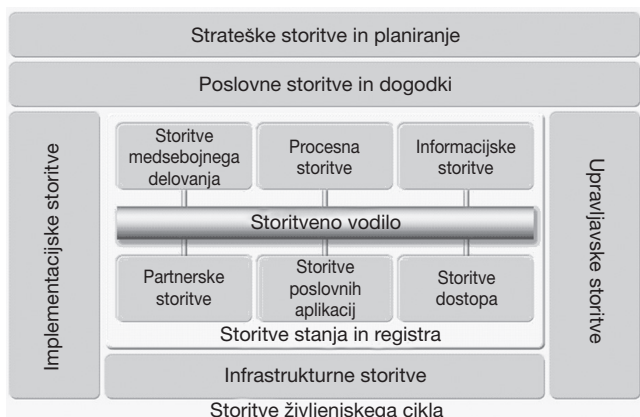 Strateške storitve in planiranje
Poslovne storitve in dogodki
Implementacijske storitve
Storitve
medsebojnega
delovanja
Procesna
storitve
Informacijske
storitve
Storitveno vodilo
Partnerske
storitve
Storitve
poslovnih
aplikacij
Storitve
dostopa
Storitve stanja in registra
Upravljavske storitve
Infrastrukturne storitve
Storitve življenjskega cikla